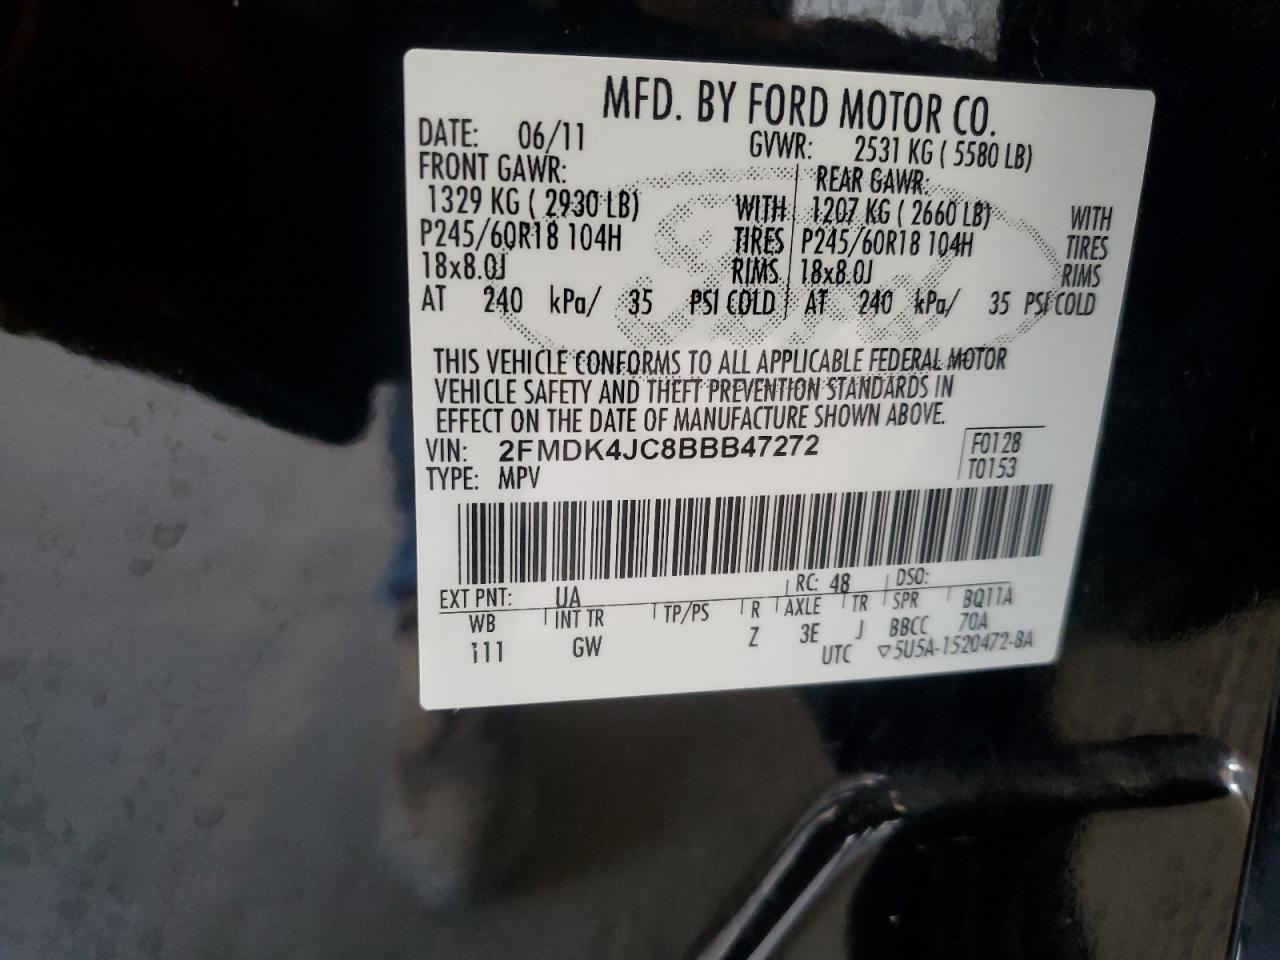 MFD. BY FORD MOTOR CO.
DATE: 06/11 GVWR: 2531 KG ( 5580 LB)
FRONT GAWR: REAR GAWR:
1329 KG ( 2930 LB) WITH 1207 KG ( 2660 LB) WITH
P245/60R18 104H TIRES P245/60R18 104H TIRES
18x8.0J RIMS 18x8.0J RIMS
AT 240 kPa/ 35 PSI COLD AT 240 kPa/ 35 PSI COLD
Ford
THIS VEHICLE CONFORMS TO ALL APPLICABLE FEDERAL MOTOR
VEHICLE SAFETY AND THEFT PREVENTION STANDARDS IN
EFFECT ON THE DATE OF MANUFACTURE SHOWN ABOVE.
VIN: 2FMDK4JC8BBB47272 F0128
TYPE: MPV T0153
EXT PNT: UA RC: 48 DSO:
WB INT TR TP/PS R AXLE TR SPR BQ11A
111 GW Z 3E J BBCC 70A
UTC ▽5U5A-1520472-BA